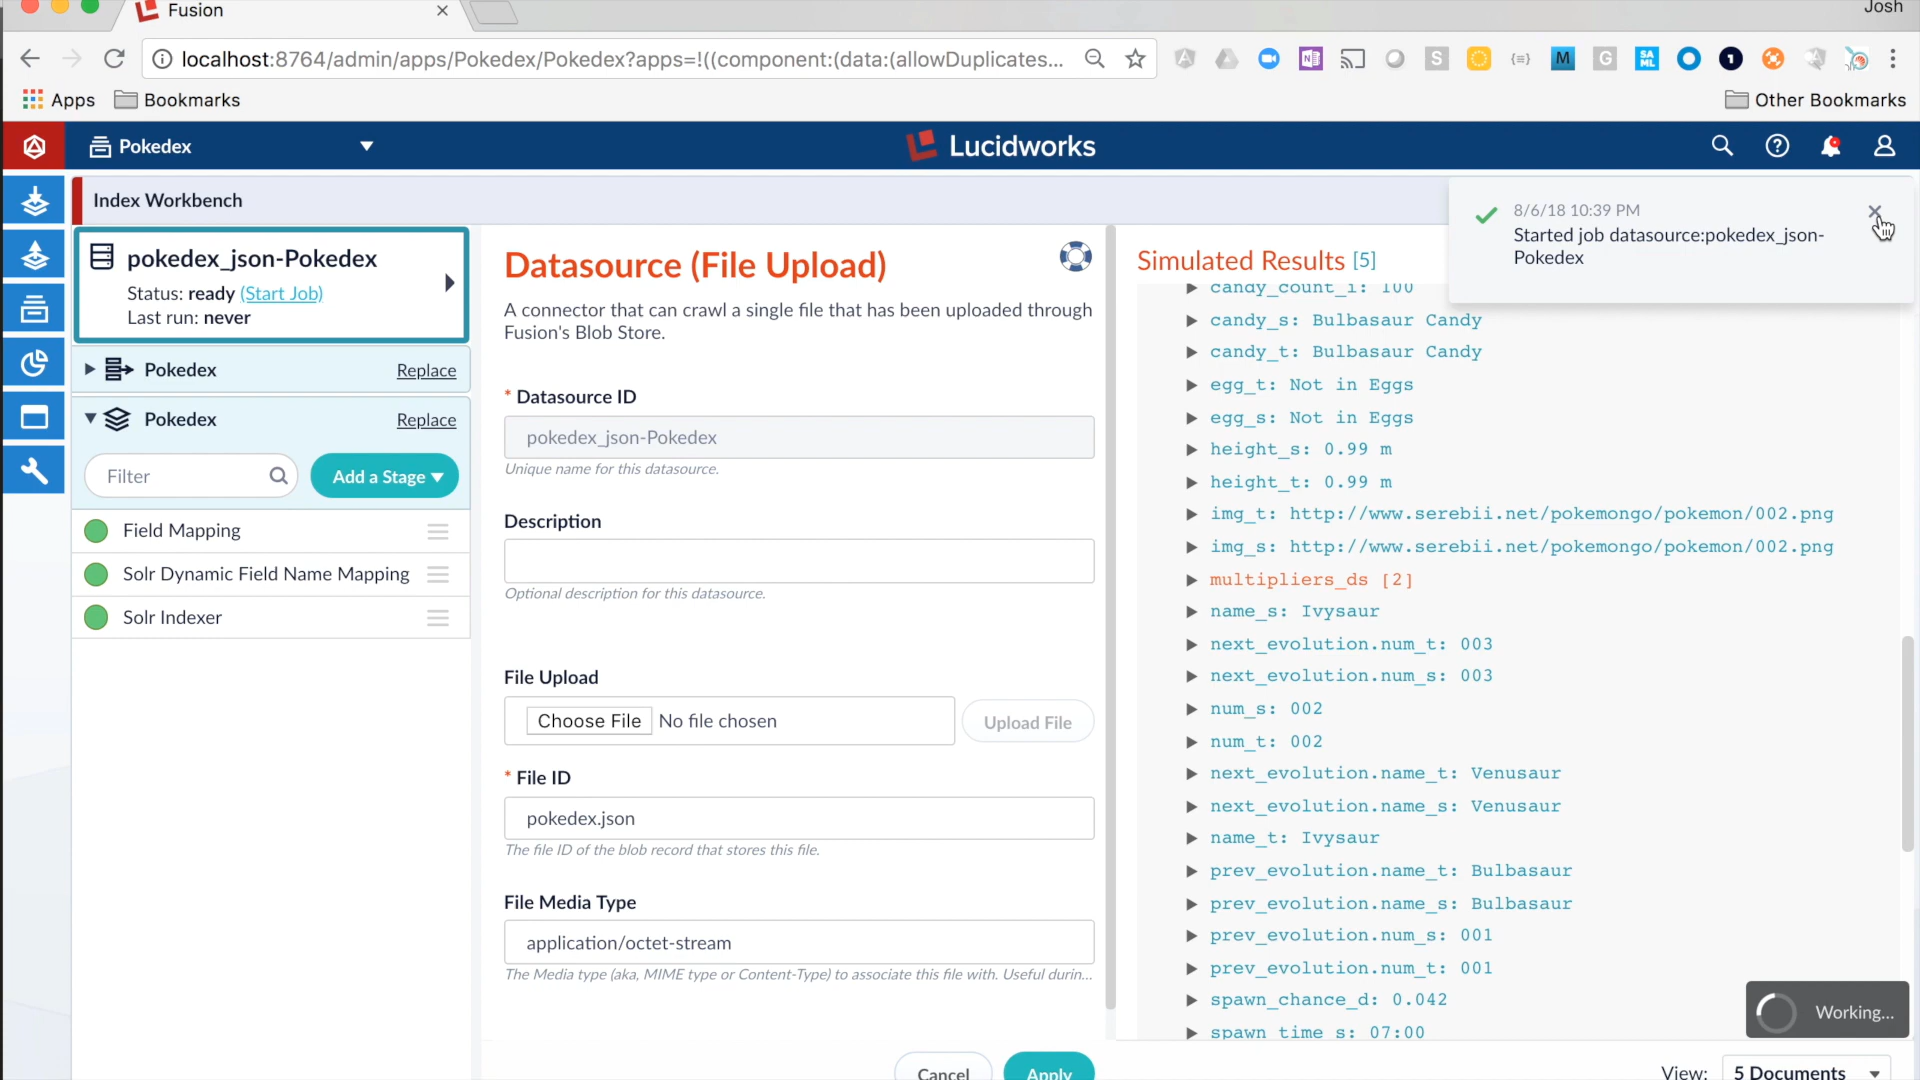 Fusion
Josh
localhost:8764/admin/apps/Pokedex/Pokedex?apps=!((component:(data:(allowDuplicates...
Apps
Bookmarks
Other Bookmarks
Pokedex
Lucidworks
Index Workbench
8/6/18 10:39 PM
Started job datasource:pokedex_json-
Pokedex
pokedex_json-Pokedex
Status: ready (Start Job)
Last run: never
Pokedex
Replace
Pokedex
Replace
Filter
Add a Stage
Field Mapping
Solr Dynamic Field Name Mapping
Solr Indexer
Datasource (File Upload)
A connector that can crawl a single file that has been uploaded through
Fusion's Blob Store.
* Datasource ID
pokedex_json-Pokedex
Unique name for this datasource.
Description
Optional description for this datasource.
File Upload
Choose File No file chosen
Upload File
* File ID
pokedex.json
The file ID of the blob record that stores this file.
File Media Type
application/octet-stream
The Media type (aka, MIME type or Content-Type) to associate this file with. Useful durin...
Cancel
Apply
Simulated Results [5]
candy_count_i: 100
candy_s: Bulbasaur Candy
candy_t: Bulbasaur Candy
egg_t: Not in Eggs
egg_s: Not in Eggs
height_s: 0.99 m
height_t: 0.99 m
img_t: http://www.serebii.net/pokemongo/pokemon/002.png
img_s: http://www.serebii.net/pokemongo/pokemon/002.png
multipliers_ds [2]
name_s: Ivysaur
next_evolution.num_t: 003
next_evolution.num_s: 003
num_s: 002
num_t: 002
next_evolution.name_t: Venusaur
next_evolution.name_s: Venusaur
name_t: Ivysaur
prev_evolution.name_t: Bulbasaur
prev_evolution.name_s: Bulbasaur
prev_evolution.num_s: 001
prev_evolution.num_t: 001
spawn_chance_d: 0.042
spawn_time_s: 07:00
Working...
View: 5 Documents